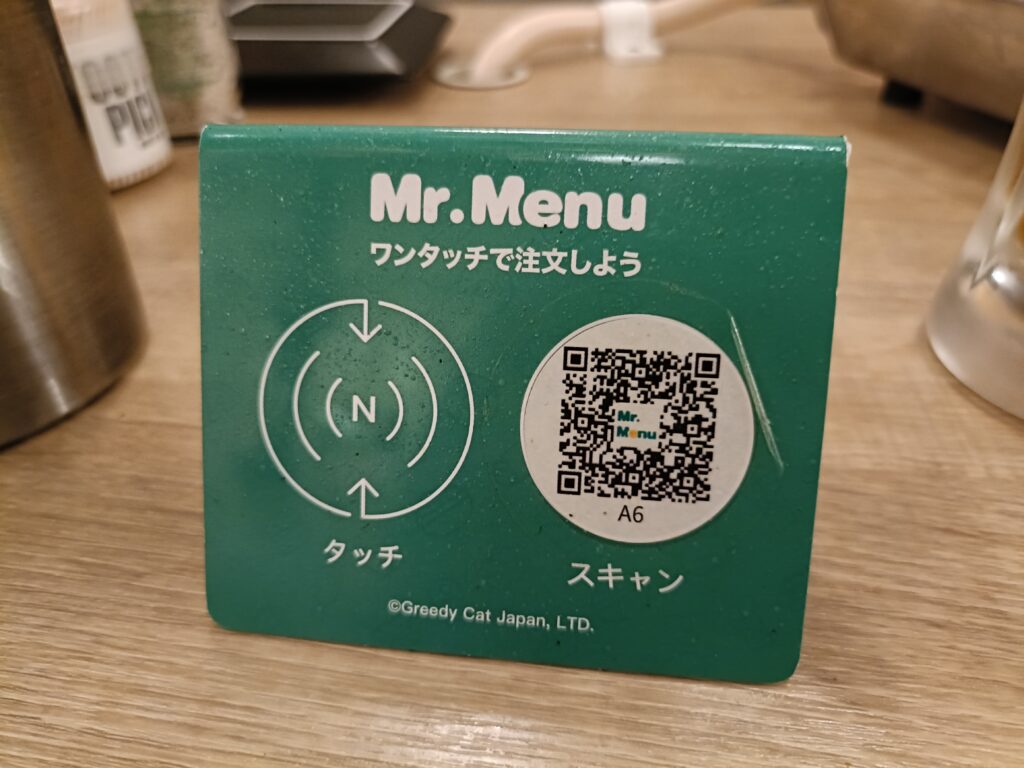 Mr.Menu
ワンタッチで注文しよう
N
Mr.
Menu
A6
タッチ
スキャン
©Greedy Cat Japan, LTD.